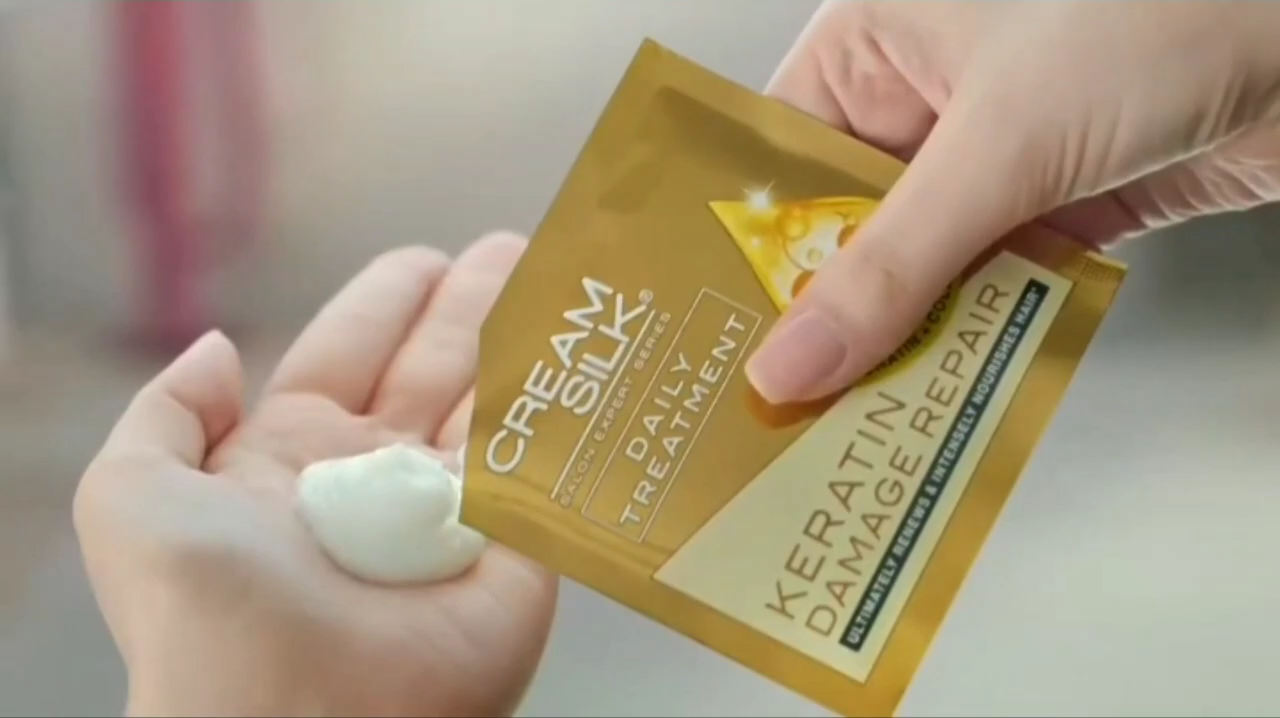 CREAM
SILK®
SALON EXPERT SERIES
DAILY
TREATMENT
KERATIN
DAMAGE REPAIR
ULTIMATELY RENEWS & INTENSELY NOURISHES HAIR*